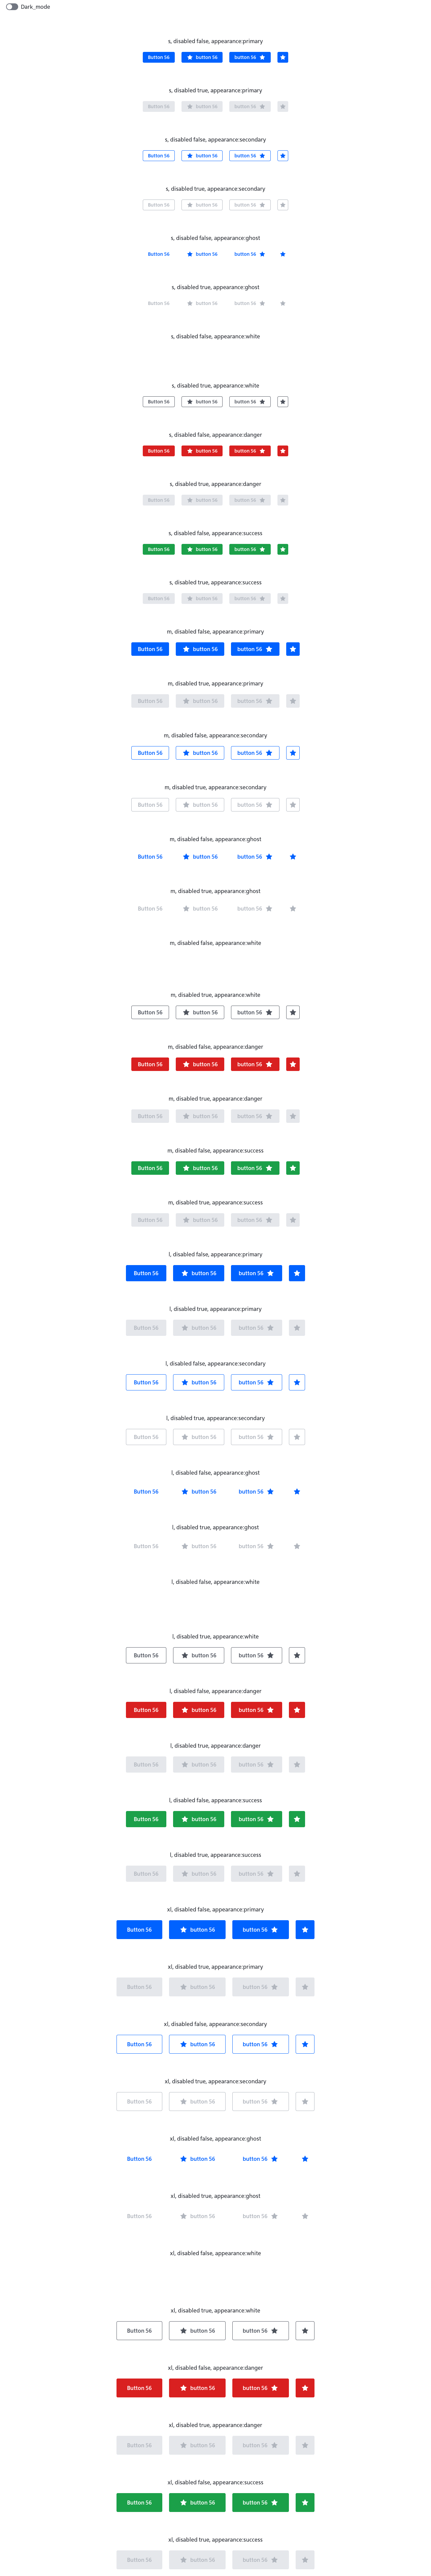 Dark_mode
s, disabled false, appearance:primary
Button 56 button 56 button 56
s, disabled true, appearance:primary
Button 56 button 56 button 56
s, disabled false, appearance:secondary
Button 56 button 56 button 56
s, disabled true, appearance:secondary
Button 56 button 56 button 56
s, disabled false, appearance:ghost
Button 56 button 56 button 56
s, disabled true, appearance:ghost
Button 56 button 56 button 56
s, disabled false, appearance:white
s, disabled true, appearance:white
Button 56 button 56 button 56
s, disabled false, appearance:danger
Button 56 button 56 button 56
s, disabled true, appearance:danger
Button 56 button 56 button 56
s, disabled false, appearance:success
Button 56 button 56 button 56
s, disabled true, appearance:success
Button 56 button 56 button 56
m, disabled false, appearance:primary
Button 56 button 56 button 56
m, disabled true, appearance:primary
Button 56 button 56 button 56
m, disabled false, appearance:secondary
Button 56 button 56 button 56
m, disabled true, appearance:secondary
Button 56 button 56 button 56
m, disabled false, appearance:ghost
Button 56 button 56 button 56
m, disabled true, appearance:ghost
Button 56 button 56 button 56
m, disabled false, appearance:white
m, disabled true, appearance:white
Button 56 button 56 button 56
m, disabled false, appearance:danger
Button 56 button 56 button 56
m, disabled true, appearance:danger
Button 56 button 56 button 56
m, disabled false, appearance:success
Button 56 button 56 button 56
m, disabled true, appearance:success
Button 56 button 56 button 56
l, disabled false, appearance:primary
Button 56 button 56 button 56
l, disabled true, appearance:primary
Button 56 button 56 button 56
l, disabled false, appearance:secondary
Button 56 button 56 button 56
l, disabled true, appearance:secondary
Button 56 button 56 button 56
l, disabled false, appearance:ghost
Button 56 button 56 button 56
l, disabled true, appearance:ghost
Button 56 button 56 button 56
l, disabled false, appearance:white
l, disabled true, appearance:white
Button 56 button 56 button 56
l, disabled false, appearance:danger
Button 56 button 56 button 56
l, disabled true, appearance:danger
Button 56 button 56 button 56
l, disabled false, appearance:success
Button 56 button 56 button 56
l, disabled true, appearance:success
Button 56 button 56 button 56
xl, disabled false, appearance:primary
Button 56 button 56 button 56
xl, disabled true, appearance:primary
Button 56 button 56 button 56
xl, disabled false, appearance:secondary
Button 56 button 56 button 56
xl, disabled true, appearance:secondary
Button 56 button 56 button 56
xl, disabled false, appearance:ghost
Button 56 button 56 button 56
xl, disabled true, appearance:ghost
Button 56 button 56 button 56
xl, disabled false, appearance:white
xl, disabled true, appearance:white
Button 56 button 56 button 56
xl, disabled false, appearance:danger
Button 56 button 56 button 56
xl, disabled true, appearance:danger
Button 56 button 56 button 56
xl, disabled false, appearance:success
Button 56 button 56 button 56
xl, disabled true, appearance:success
Button 56 button 56 button 56